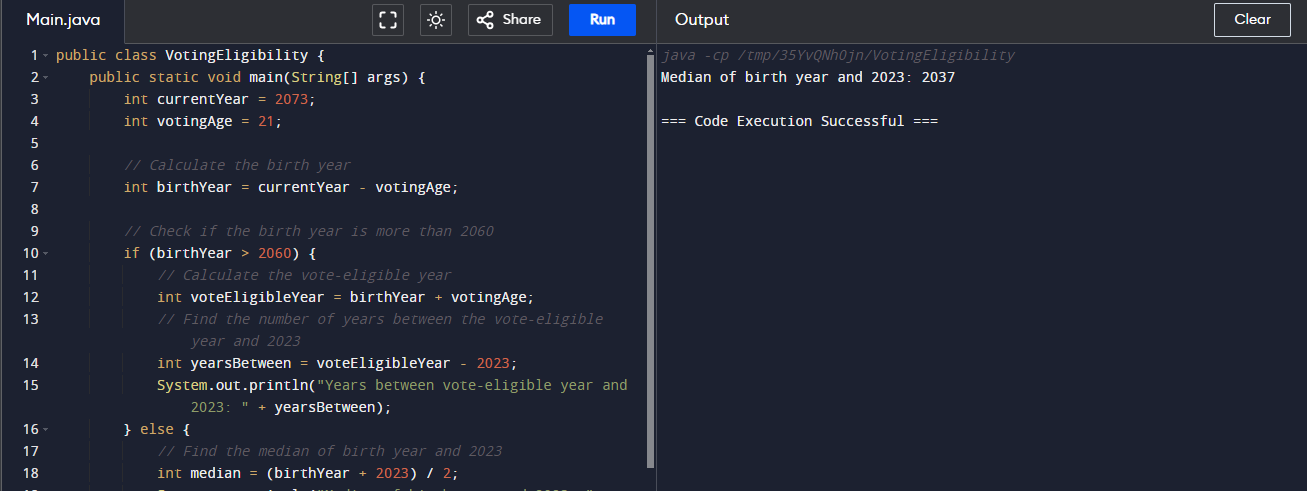 Main.java
Share
Run
Output
Clear
1 public class VotingEligibility {
2 public static void main(String[] args) {
3 int currentYear = 2073;
4 int votingAge = 21;
5
6 // Calculate the birth year
7 int birthYear = currentYear - votingAge;
8
9 // Check if the birth year is more than 2060
10 if (birthYear > 2060) {
11 // Calculate the vote-eligible year
12 int voteEligibleYear = birthYear + votingAge;
13 // Find the number of years between the vote-eligible
year and 2023
14 int yearsBetween = voteEligibleYear - 2023;
15 System.out.println("Years between vote-eligible year and
2023: " + yearsBetween);
16 } else {
17 // Find the median of birth year and 2023
18 int median = (birthYear + 2023) / 2;
java -cp /tmp/35YvQNh0jn/VotingEligibility
Median of birth year and 2023: 2037
=== Code Execution Successful ===